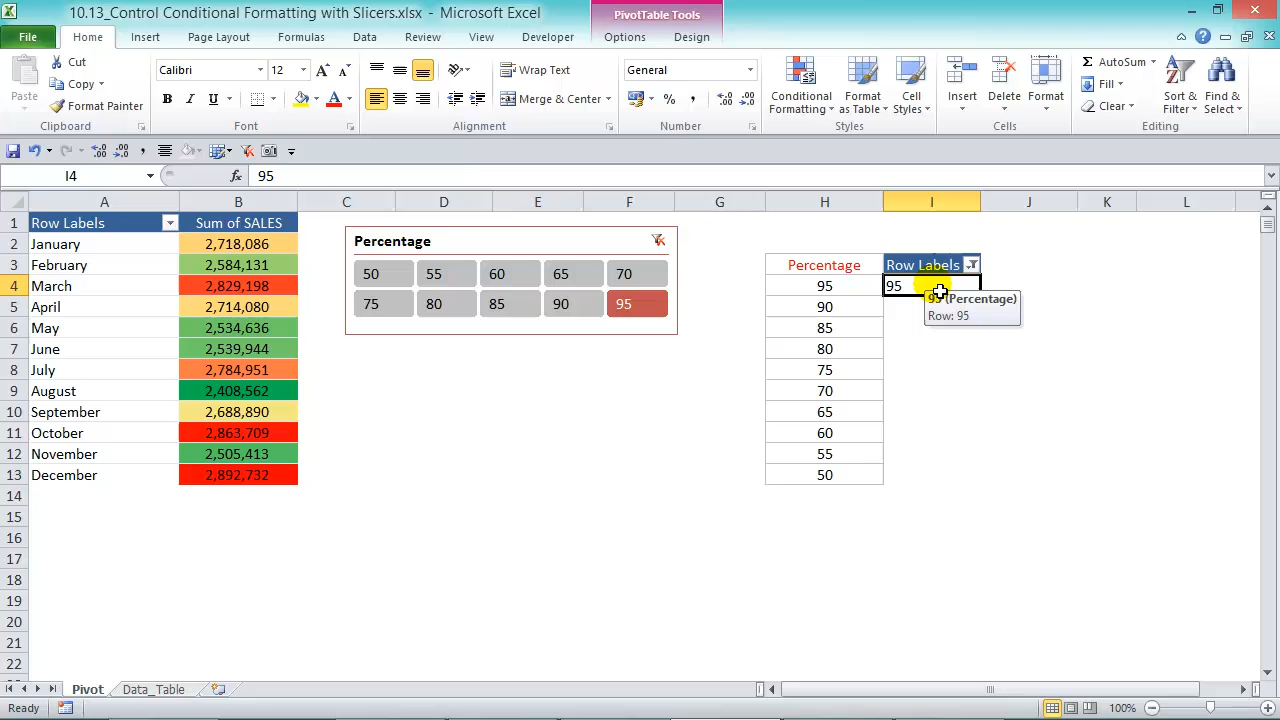 10.13_Control Conditional Formatting with Slicers.xlsx - Microsoft Excel
PivotTable Tools
File Home Insert Page Layout Formulas Data Review View Developer Options Design
Paste
Cut
Copy
Format Painter
Clipboard
Calibri 12
B I U A
Font
Wrap Text
Merge & Center
Alignment
General
Number
Conditional Formatting
Format as Table
Cell Styles
Styles
Insert
Delete
Format
Cells
AutoSum
Fill
Clear
Sort & Filter
Find & Select
Editing
I4 fx 95
A B C D E F G H I J K L
1 Row Labels Sum of SALES
2 January 2,718,086
3 February 2,584,131
4 March 2,829,198
5 April 2,714,080
6 May 2,534,636
7 June 2,539,944
8 July 2,784,951
9 August 2,408,562
10 September 2,688,890
11 October 2,863,709
12 November 2,505,413
13 December 2,892,732
14
15
16
17
18
19
20
21
22
Percentage
50 55 60 65 70
75 80 85 90 95
Percentage Row Labels
95 95
90
85
80
75
70
65
60
55
50
95 (Percentage)
Row: 95
Pivot Data_Table
Ready 100%